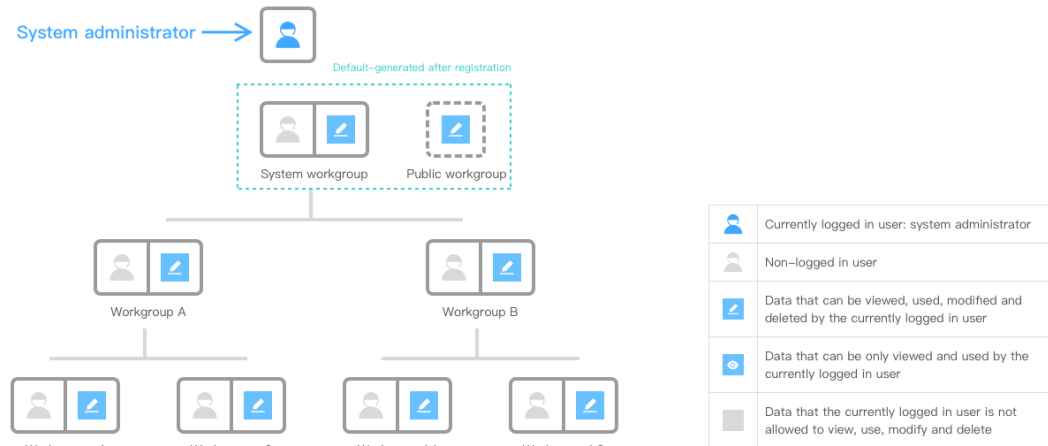 System administrator
Default-generated after registration
System workgroup
Public workgroup
Workgroup A
Workgroup B
Currently logged in user: system administrator
Non-logged in user
Data that can be viewed, used, modified and
deleted by the currently logged in user
Data that can be only viewed and used by the
currently logged in user
Data that the currently logged in user is not
allowed to view, use, modify and delete